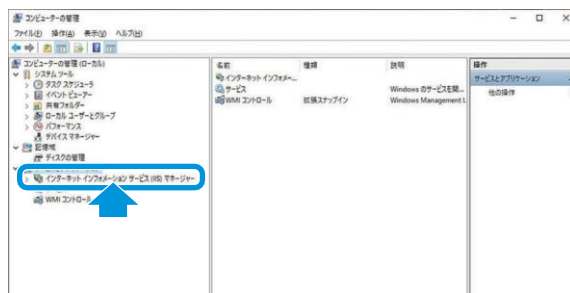 コンピューターの管理
ファイル(F) 操作(A) 表示(V) ヘルプ(H)
コンピューターの管理 (ローカル)
システム ツール
タスク スケジューラ
イベント ビューアー
共有フォルダー
ローカル ユーザーとグループ
パフォーマンス
デバイス マネージャー
記憶域
ディスクの管理
インターネット インフォメーション サービス (IIS) マネージャー
WMI コントロール
名前 種類 説明
インターネット インフォメー...
サービス Windows のサービスを開...
WMI コントロール 拡張スナップイン Windows Management I
操作
サービスとアプリケーション
他の操作